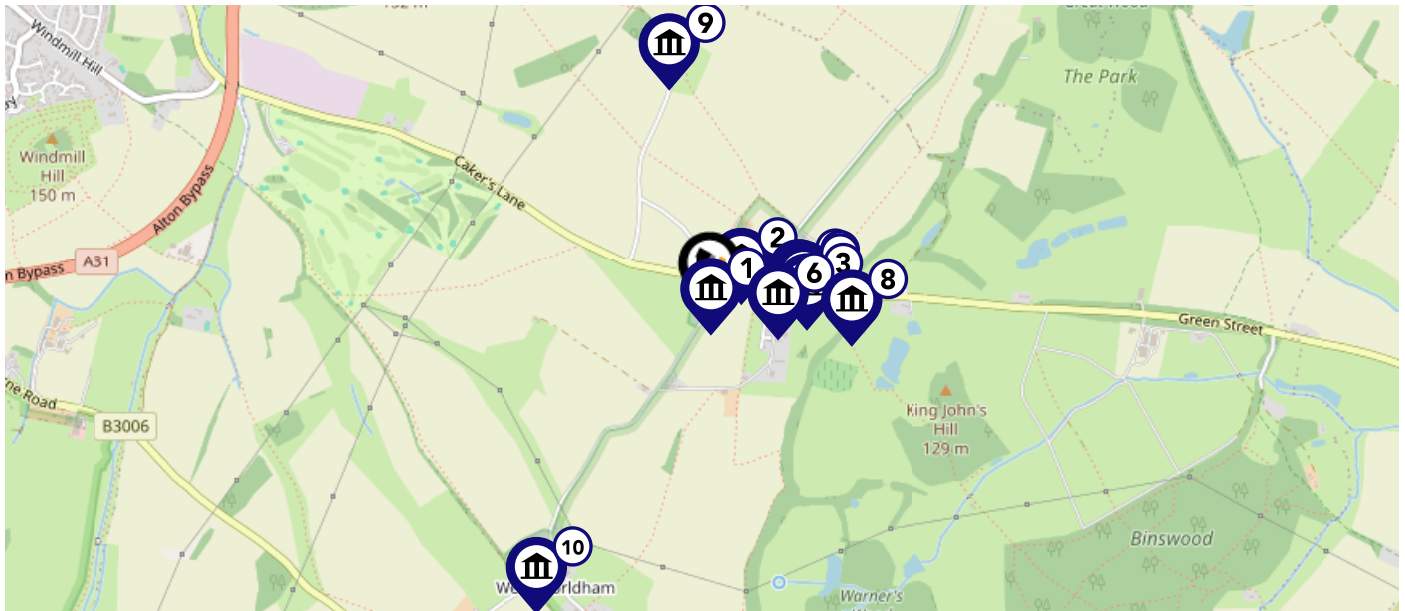 9
Windmill Hill
The Park
Windmill
Hill
150 m
Caker's Lane
Alton Bypass
A31
n Bypass
2
1
3
6
8
Green Street
King John's
Hill
129 m
rne Road
B3006
Binswood
10
Warner's